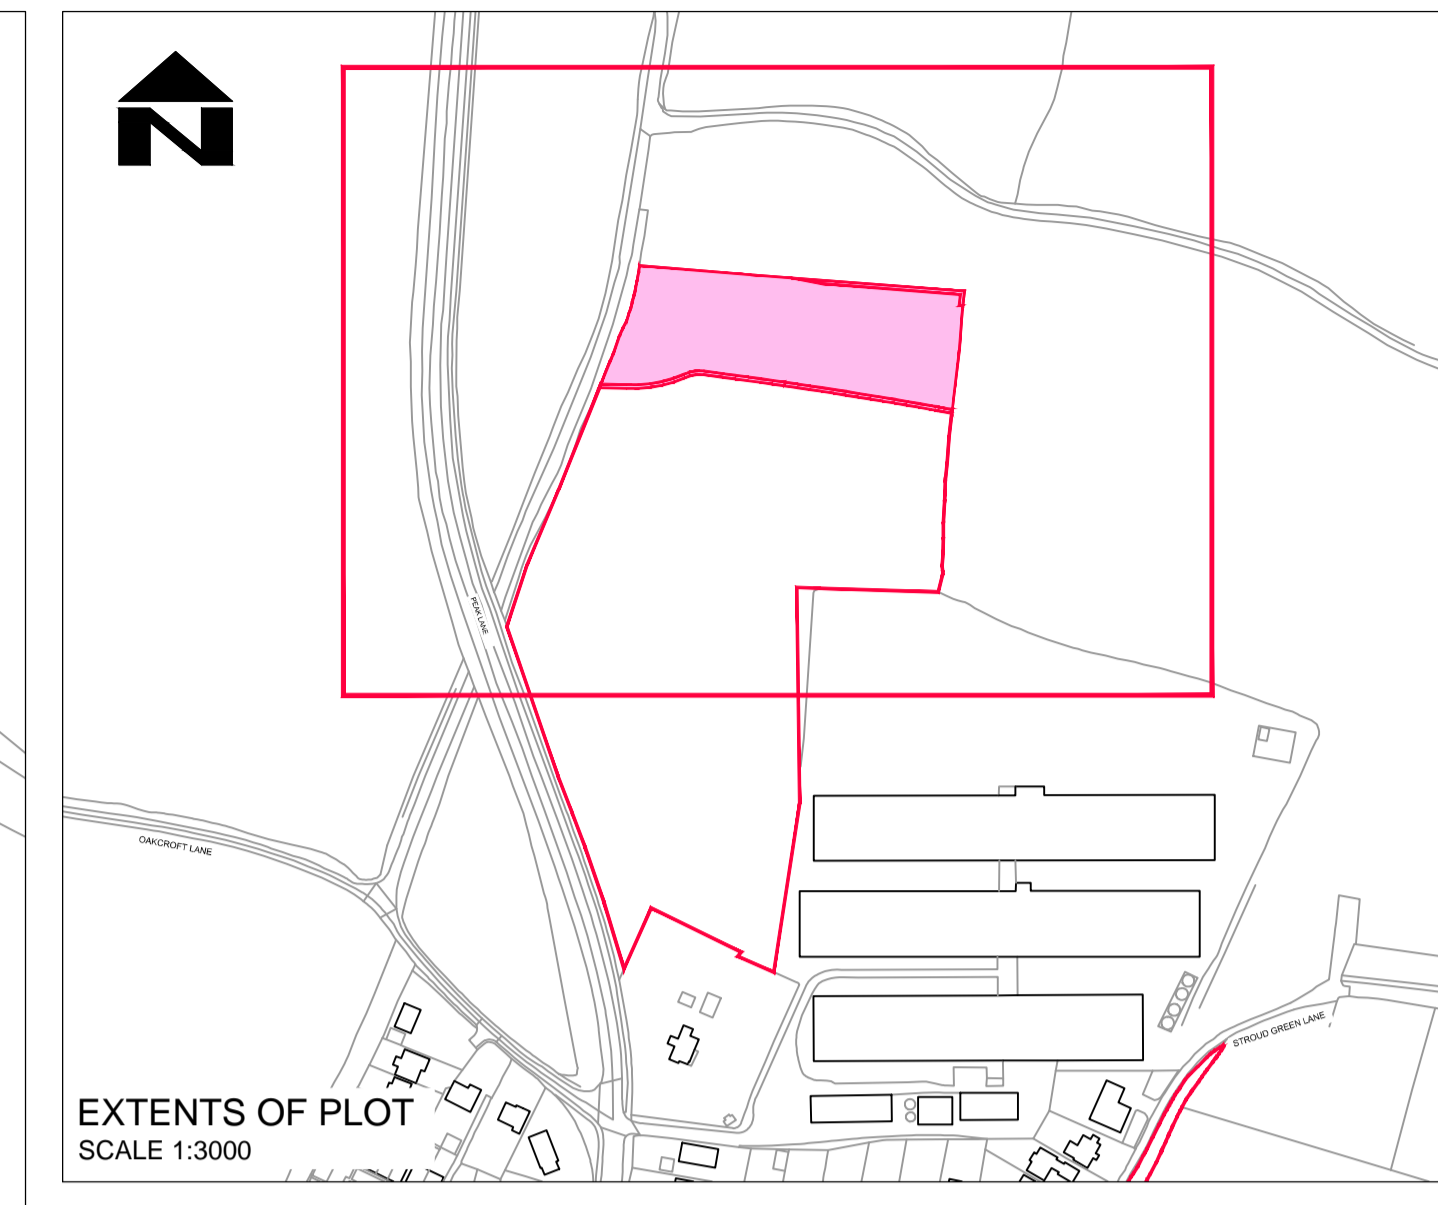 N
PEAK LANE
OAKCROFT LANE
STROUD GREEN LANE
EXTENTS OF PLOT
SCALE 1:3000